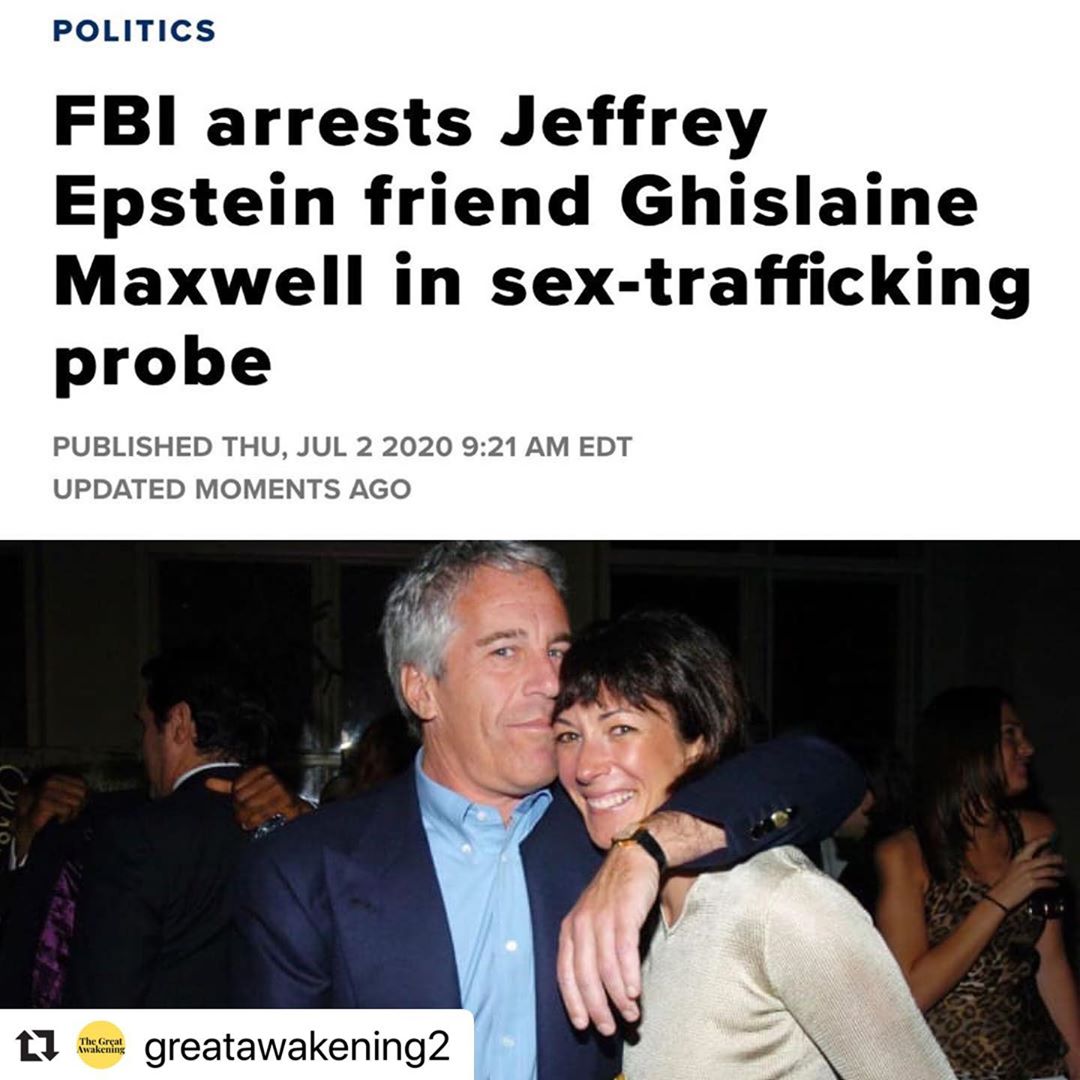 POLITICS
FBI arrests Jeffrey
Epstein friend Ghislaine
Maxwell in sex-trafficking
probe
PUBLISHED THU, JUL 2 2020 9:21 AM EDT
UPDATED MOMENTS AGO
The Great
Awakening
greatawakening2